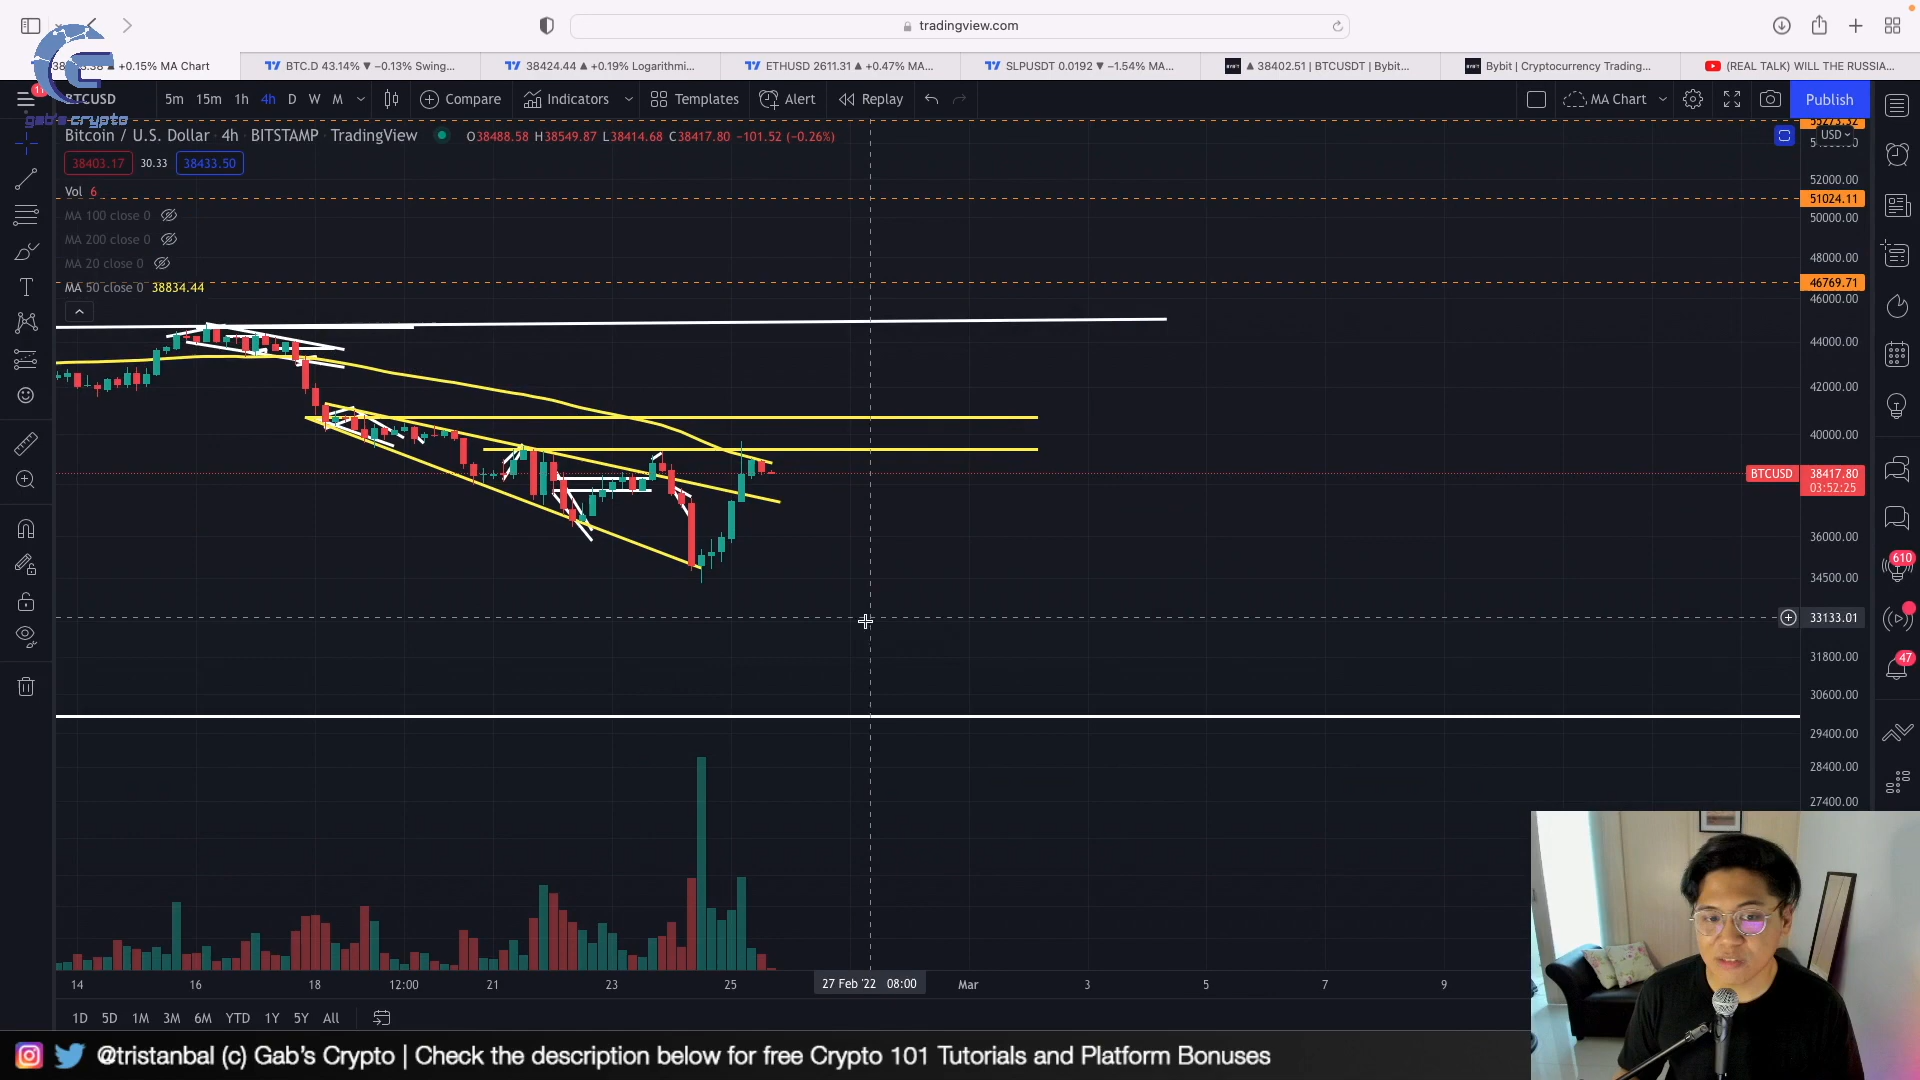 tradingview.com
+0.15% MA Chart
BTC.D 43.14% ▼ −0.13% Swing...
38424.44 ▲ +0.19% Logarithmi...
ETHUSD 2611.31 ▲ +0.47% MA...
SLPUSDT 0.0192 ▼ −1.54% MA...
▲ 38402.51 | BTCUSDT | Bybit...
Bybit | Cryptocurrency Trading...
(REAL TALK) WILL THE RUSSIA...
BTCUSD
5m 15m 1h 4h D W M
Compare
Indicators
Templates
Alert
Replay
MA Chart
Publish
gab's crypto
Bitcoin / U.S. Dollar · 4h · BITSTAMP · TradingView
O38488.58 H38549.87 L38414.68 C38417.80 −101.52 (−0.26%)
38403.17 30.33 38433.50
Vol 6
MA 100 close 0
MA 200 close 0
MA 20 close 0
MA 50 close 0 38834.44
USD
52000.00
51024.11
50000.00
48000.00
46769.71
46000.00
44000.00
42000.00
40000.00
BTCUSD 38417.80
03:52:25
36000.00
34500.00
33133.01
31800.00
30600.00
29400.00
28400.00
27400.00
610
47
14 16 18 12:00 21 23 25 27 Feb '22 08:00 Mar 3 5 7 9
1D 5D 1M 3M 6M YTD 1Y 5Y All
@tristanbal (c) Gab's Crypto | Check the description below for free Crypto 101 Tutorials and Platform Bonuses